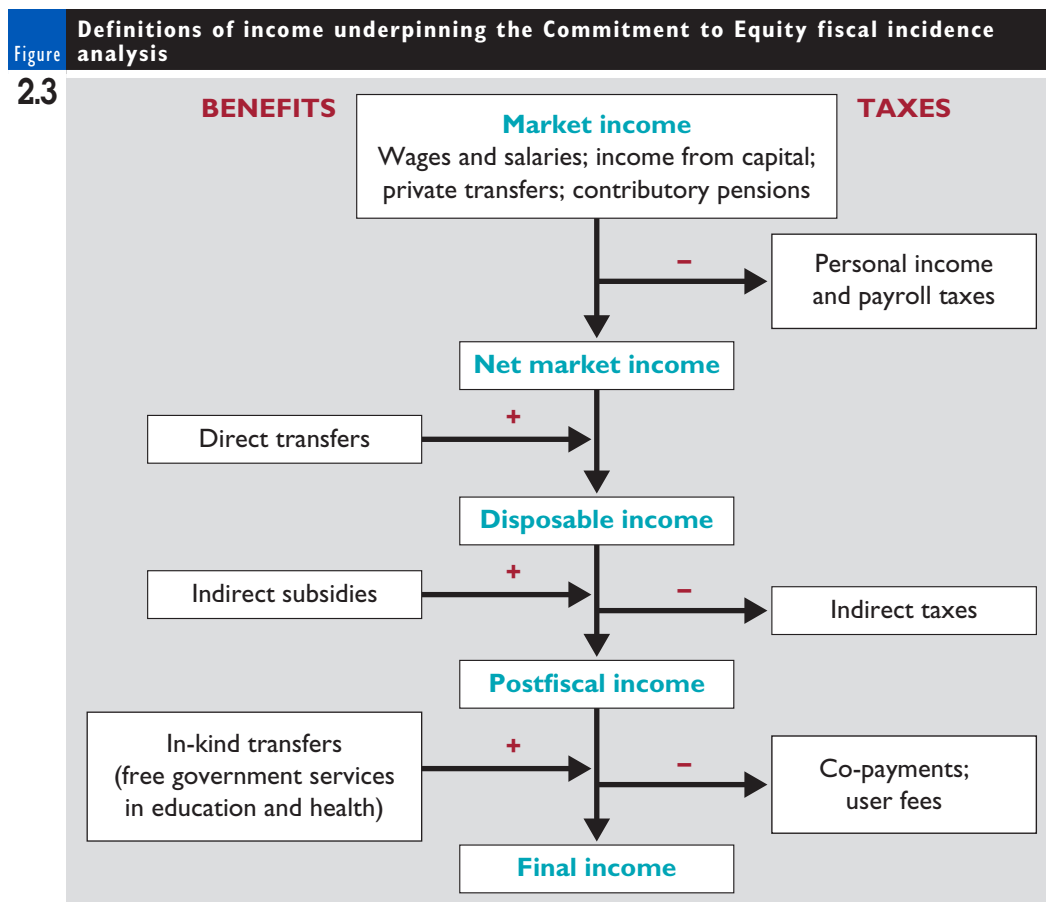 Figure
2.3
Definitions of income underpinning the Commitment to Equity fiscal incidence
analysis
BENEFITS
TAXES
Market income
Wages and salaries; income from capital;
private transfers; contributory pensions
–
Personal income
and payroll taxes
Net market income
+
Direct transfers
Disposable income
+
Indirect subsidies
–
Indirect taxes
Postfiscal income
In-kind transfers
(free government services
in education and health)
+
–
Co-payments;
user fees
Final income